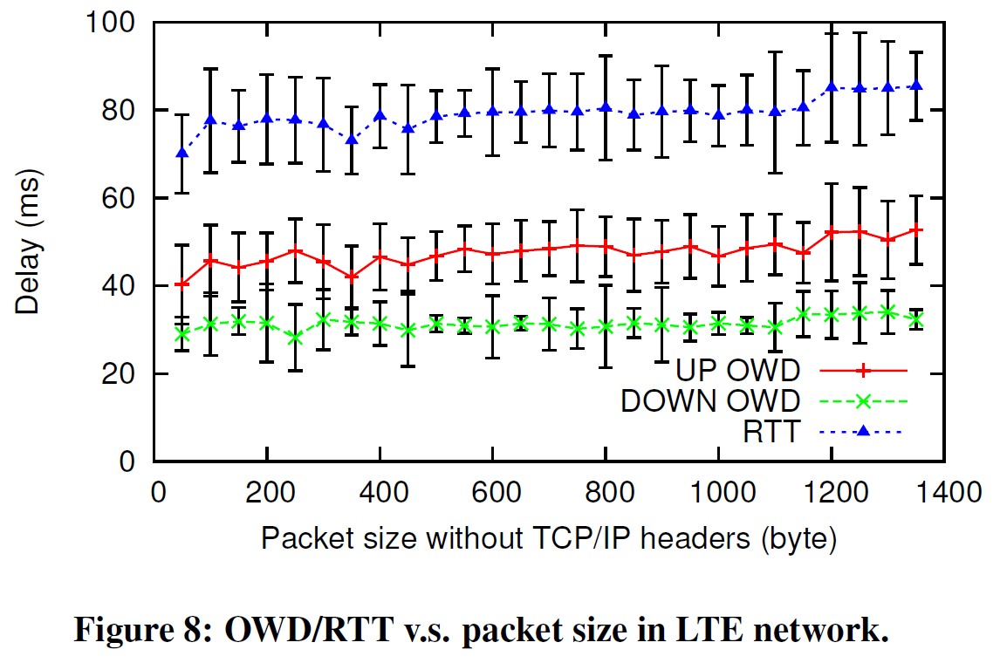 100
80
60
40
20
0
Delay (ms)
UP OWD
DOWN OWD
RTT
0 200 400 600 800 1000 1200 1400
Packet size without TCP/IP headers (byte)
Figure 8: OWD/RTT v.s. packet size in LTE network.